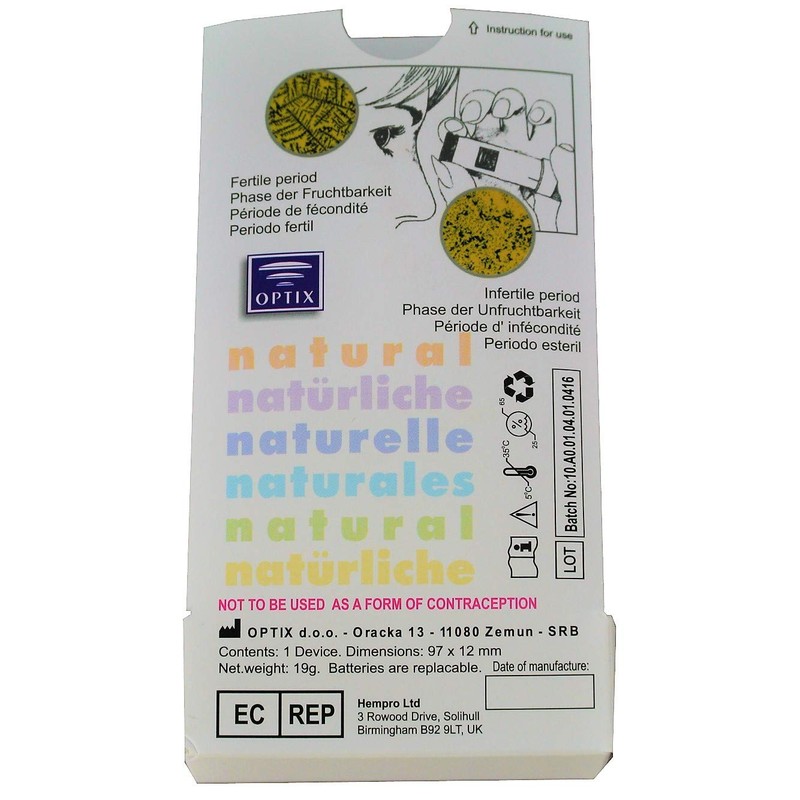 Instruction for use
Fertile period
Phase der Fruchtbarkeit
Période de fécondité
Periodo fertil
OPTIX
Infertile period
Phase der Unfruchtbarkeit
Période d' infécondité
Periodo esteril
natural
natürliche
naturelle
naturales
natural
natürliche
65
%
25
35°C
5°C
Batch No:10.A0.01.04.01.0416
LOT
NOT TO BE USED AS A FORM OF CONTRACEPTION
OPTIX d.o.o. - Oracka 13 - 11080 Zemun - SRB
Contents: 1 Device. Dimensions: 97 x 12 mm
Net.weight: 19g. Batteries are replacable.
Date of manufacture:
EC REP
Hempro Ltd
3 Rowood Drive, Solihull
Birmingham B92 9LT, UK